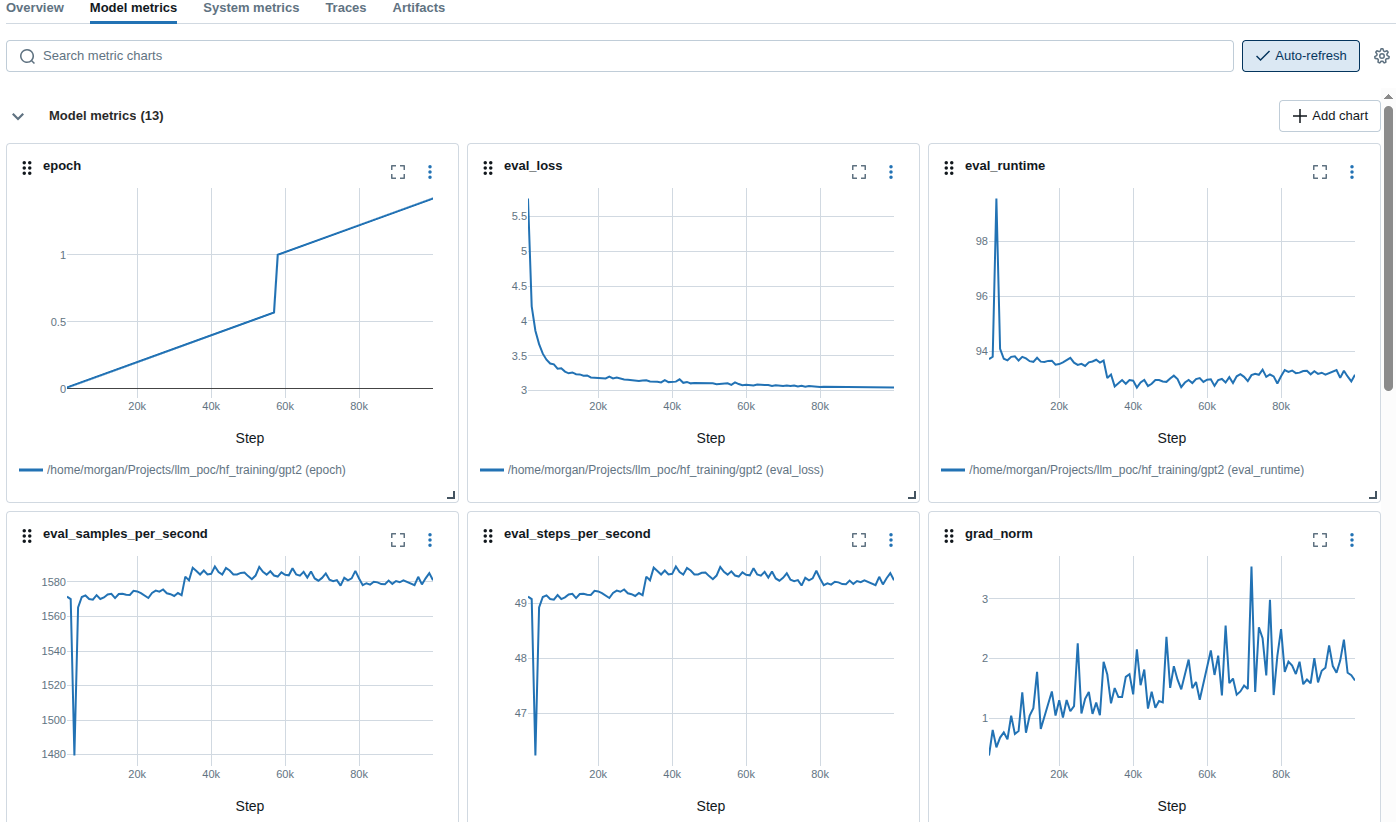 Overview Model metrics System metrics Traces Artifacts
Search metric charts
Auto-refresh
Model metrics (13)
Add chart
epoch
1
0.5
0
20k 40k 60k 80k
Step
/home/morgan/Projects/llm_poc/hf_training/gpt2 (epoch)
eval_loss
5.5
5
4.5
4
3.5
3
20k 40k 60k 80k
Step
/home/morgan/Projects/llm_poc/hf_training/gpt2 (eval_loss)
eval_runtime
98
96
94
20k 40k 60k 80k
Step
/home/morgan/Projects/llm_poc/hf_training/gpt2 (eval_runtime)
eval_samples_per_second
1580
1560
1540
1520
1500
1480
20k 40k 60k 80k
Step
eval_steps_per_second
49
48
47
20k 40k 60k 80k
Step
grad_norm
3
2
1
20k 40k 60k 80k
Step